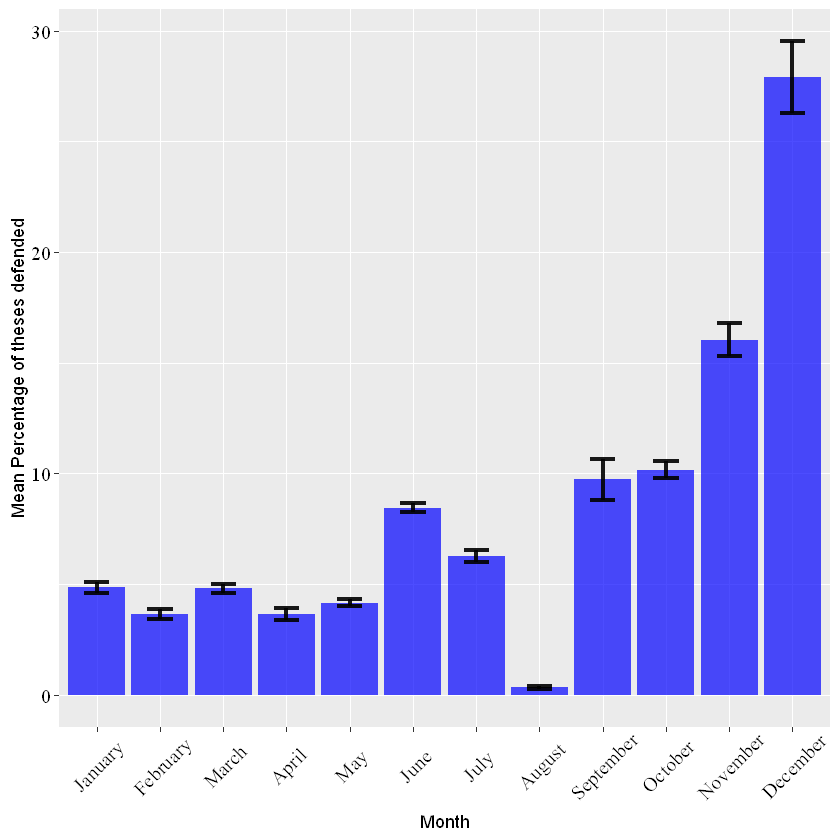 Mean Percentage of theses defended
30
20
10
0
January
February
March
April
May
June
July
August
September
October
November
December
Month